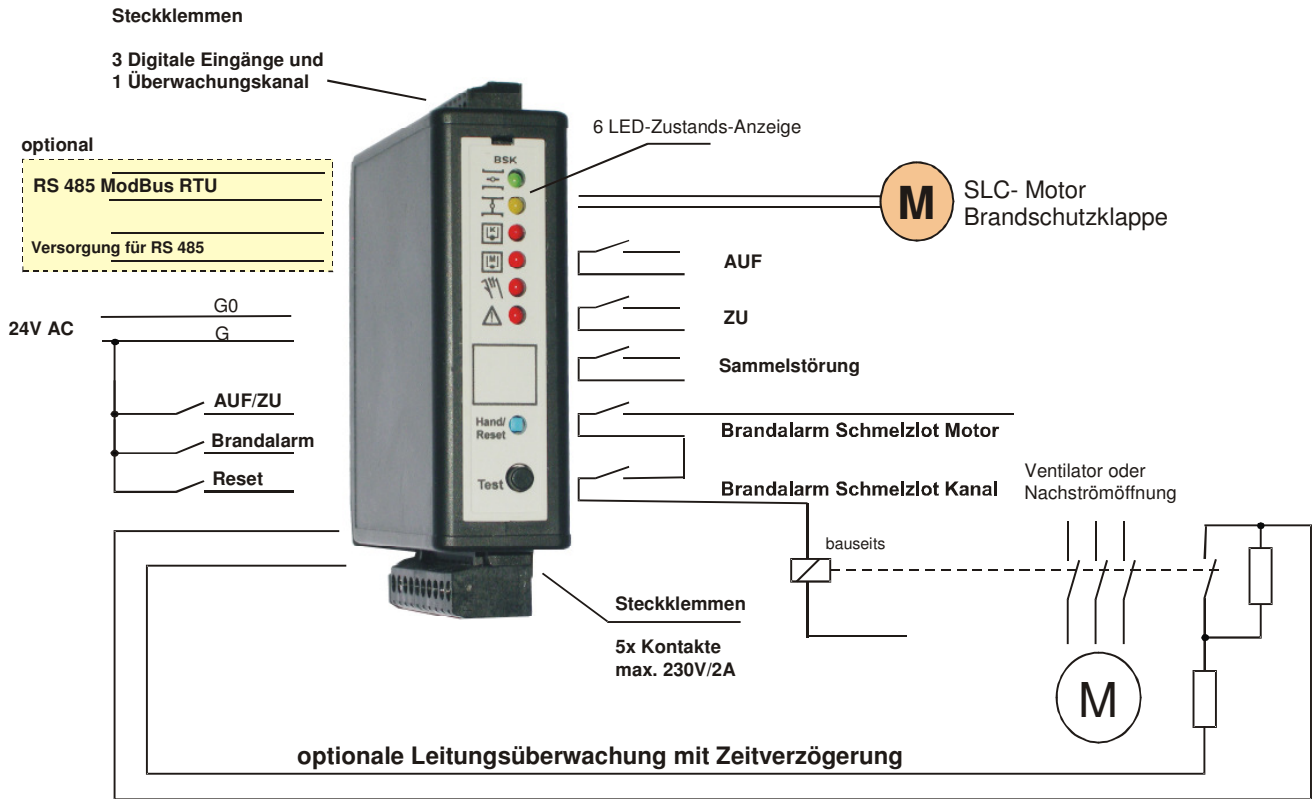 Steckklemmen
3 Digitale Eingänge und
1 Überwachungskanal
6 LED-Zustands-Anzeige
optional
RS 485 ModBus RTU
Versorgung für RS 485
BSK
K
M
M
SLC- Motor
Brandschutzklappe
AUF
ZU
Sammelstörung
G0
24V AC
G
AUF/ZU
Brandalarm
Reset
Hand/
Reset
Test
Brandalarm Schmelzlot Motor
Brandalarm Schmelzlot Kanal
Ventilator oder
Nachströmöffnung
bauseits
Steckklemmen
5x Kontakte
max. 230V/2A
M
optionale Leitungsüberwachung mit Zeitverzögerung